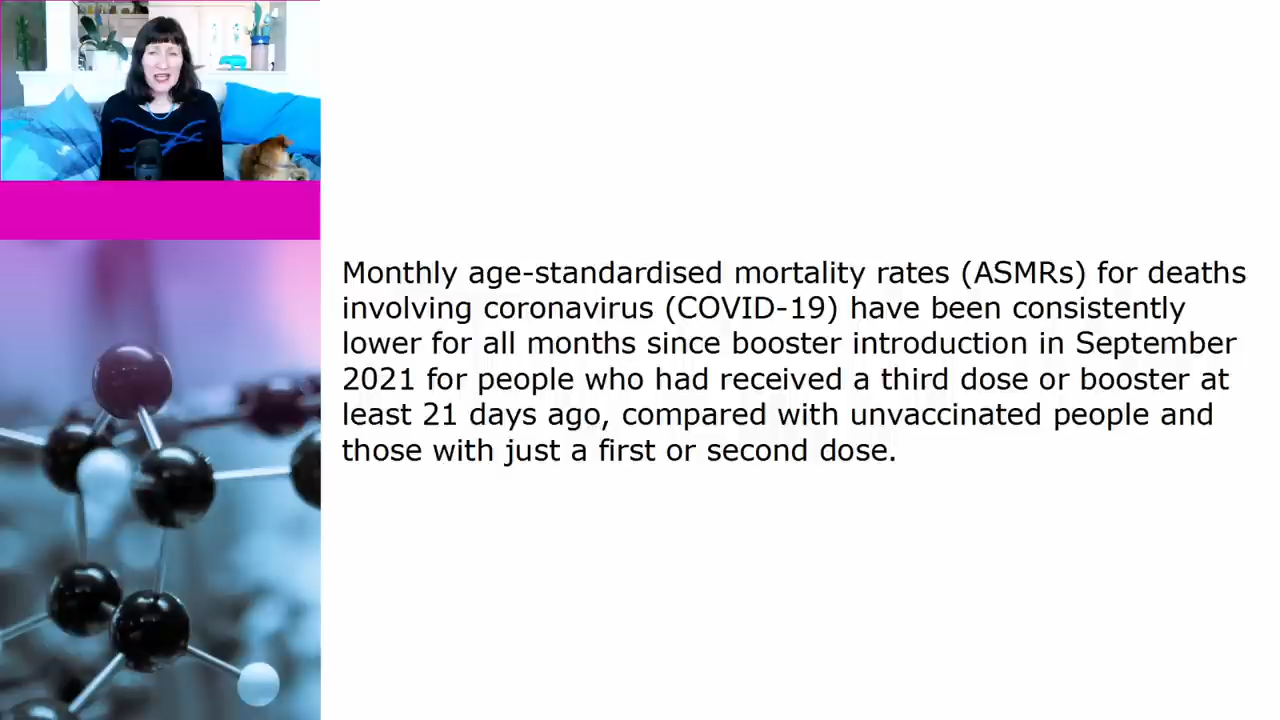 Monthly age-standardised mortality rates (ASMRs) for deaths
involving coronavirus (COVID-19) have been consistently
lower for all months since booster introduction in September
2021 for people who had received a third dose or booster at
least 21 days ago, compared with unvaccinated people and
those with just a first or second dose.